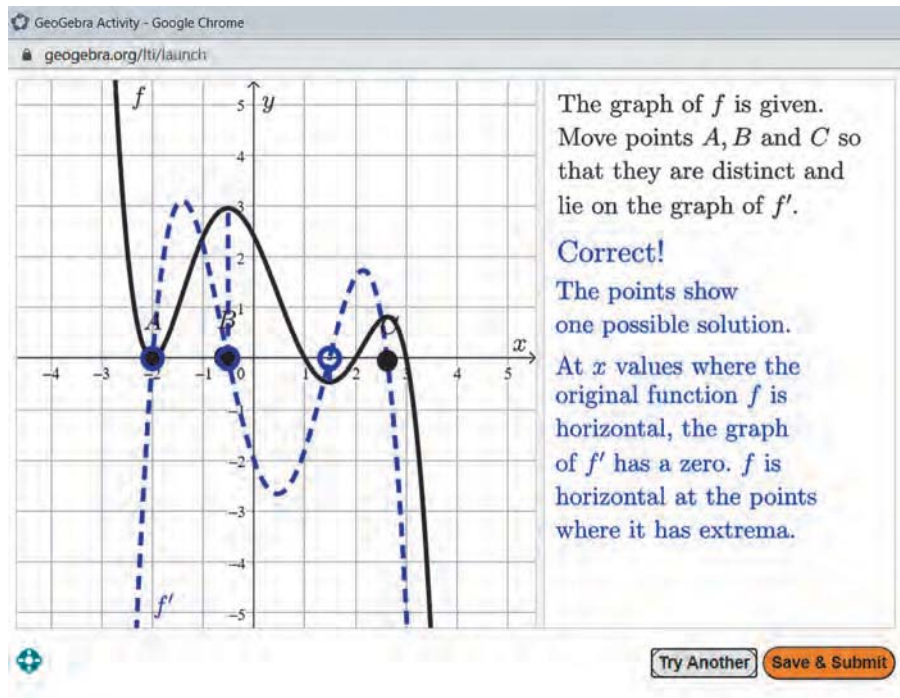 GeoGebra Activity - Google Chrome
geogebra.org/lti/launch
f
5
y
4
3
2
1
A
B
C
x
-4
-2
-1
0
2
3
4
5
-1
-2
-3
-4
-5
f'
The graph of f is given.
Move points A, B and C so
that they are distinct and
lie on the graph of f'.
Correct!
The points show
one possible solution.
At x values where the
original function f is
horizontal, the graph
of f' has a zero. f is
horizontal at the points
where it has extrema.
Try Another
Save & Submit